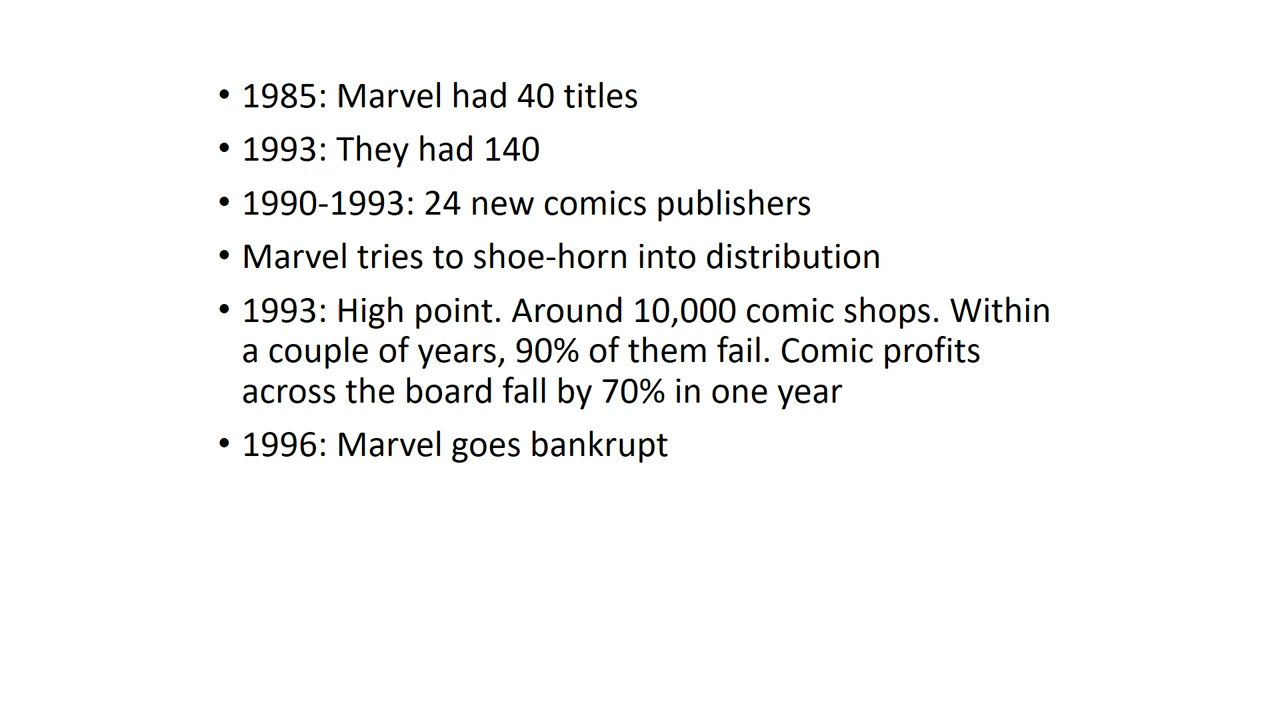 • 1985: Marvel had 40 titles
• 1993: They had 140
• 1990-1993: 24 new comics publishers
• Marvel tries to shoe-horn into distribution
• 1993: High point. Around 10,000 comic shops. Within
a couple of years, 90% of them fail. Comic profits
across the board fall by 70% in one year
• 1996: Marvel goes bankrupt